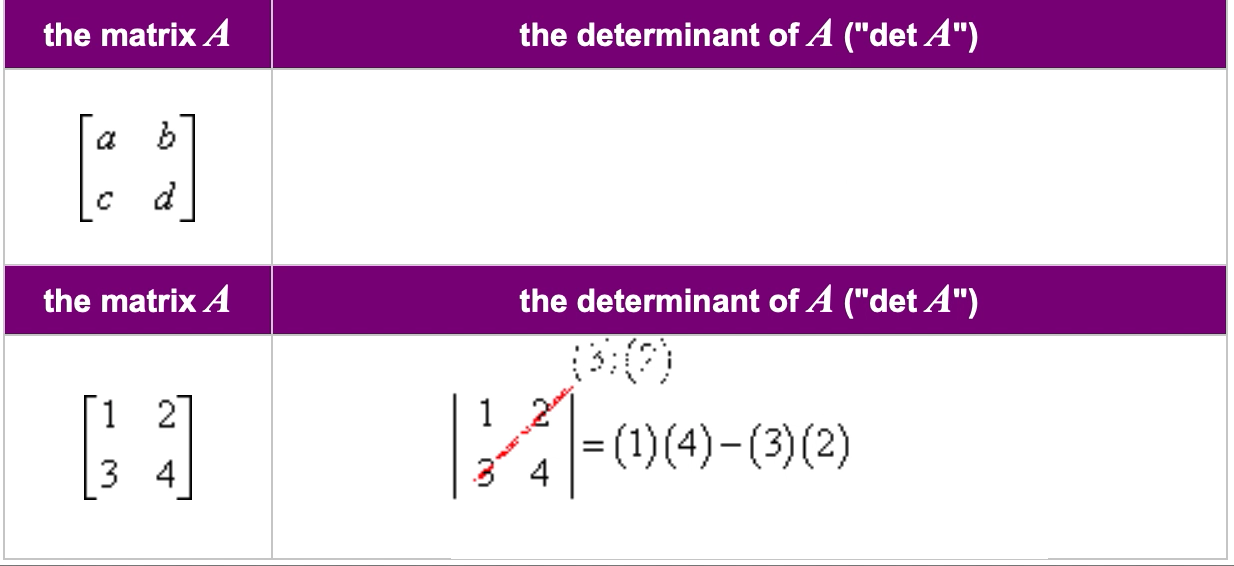 the matrix A
the determinant of A ("det A")
a b
c d
the matrix A
the determinant of A ("det A")
1 2
3 4
1 2
3 4
= (1)(4) – (3)(2)